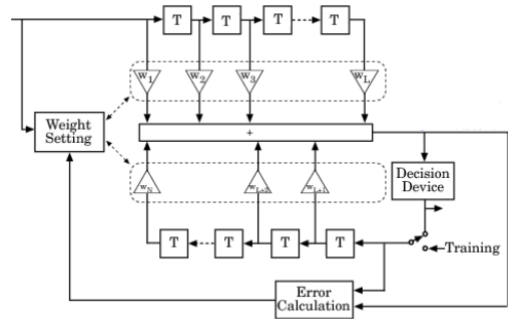 T T T T
w1 w2 w3 wL
Weight
Setting
+
wN wL+2 wL+1
Decision
Device
T T T T
Training
Error
Calculation